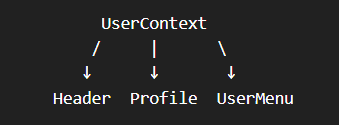 UserContext
/ | \
↓ ↓ ↓
Header Profile UserMenu